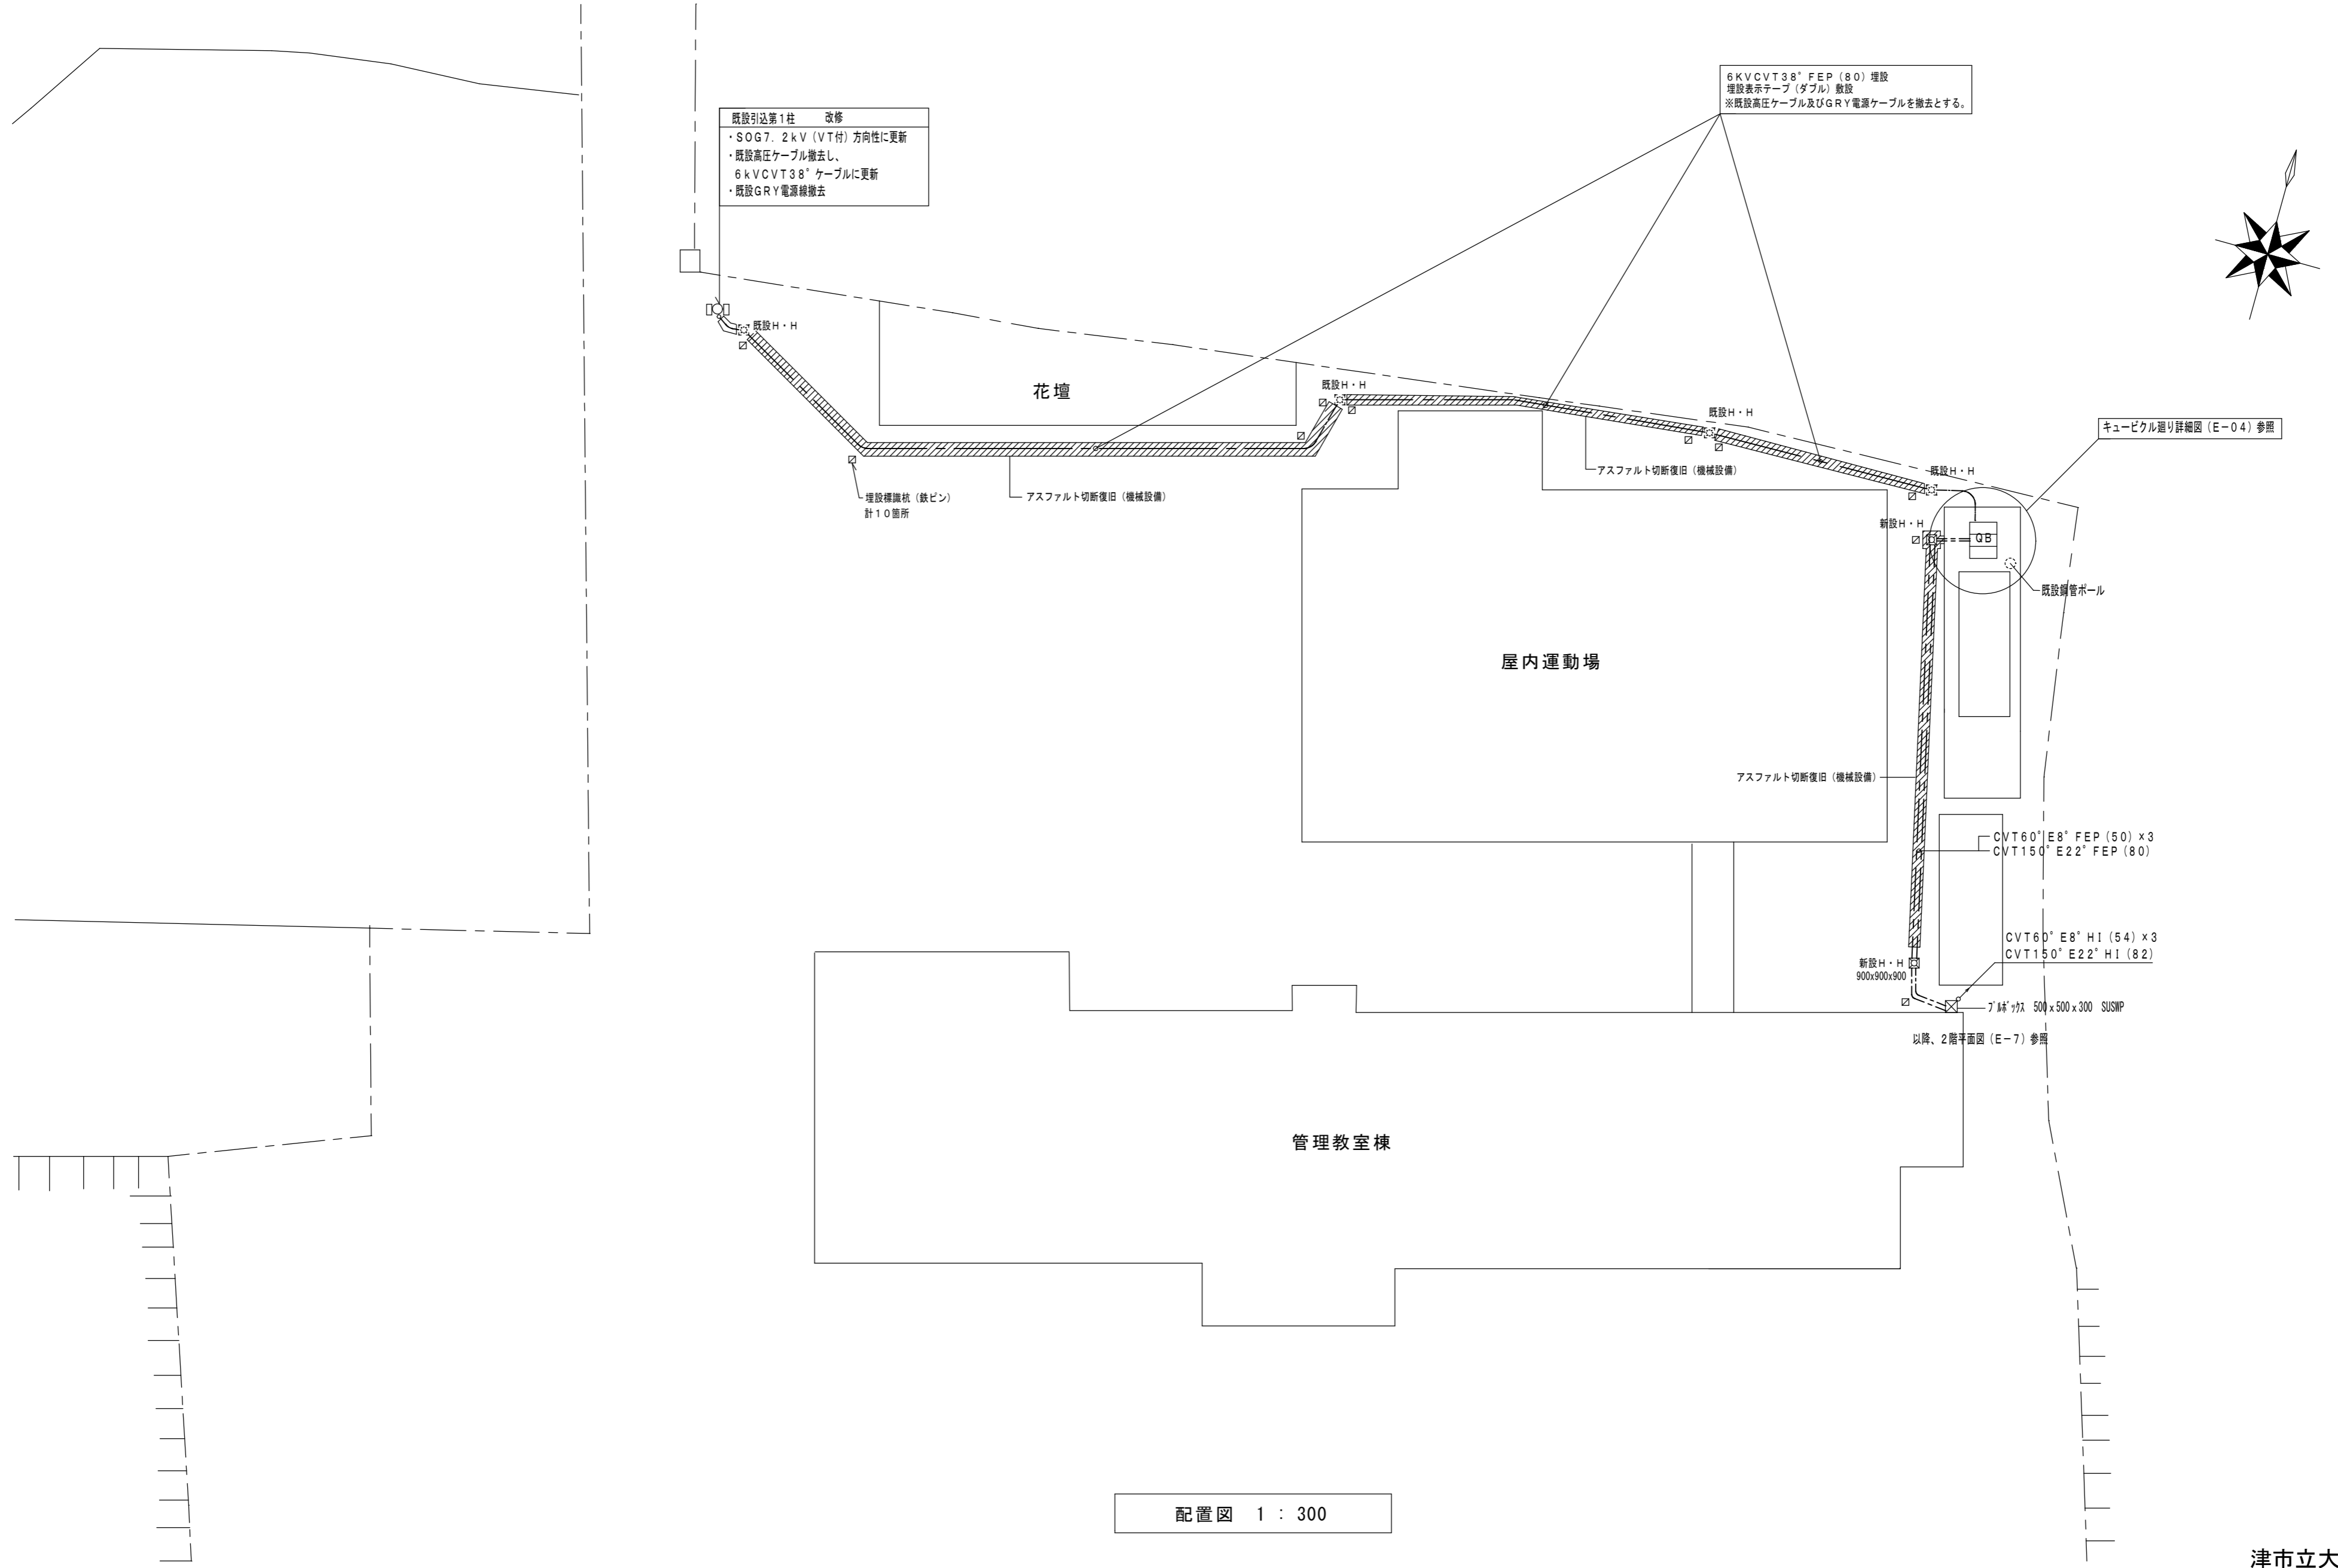 6KVCVT38゜FEP(80)埋設
埋設表示テープ(ダブル)敷設
※既設高圧ケーブル及びGRY電源ケーブルを撤去とする。
既設引込第1柱 改修
・SOG7.2kV(VT付)方向性に更新
・既設高圧ケーブル撤去し、
6kVCVT38゜ケーブルに更新
・既設GRY電源線撤去
既設H・H
花壇
既設H・H
既設H・H
キュービクル廻り詳細図(E-04)参照
アスファルト切断復旧(機械設備)
既設H・H
埋設標識杭(鉄ピン)
計10箇所
アスファルト切断復旧(機械設備)
新設H・H
QB
既設鋼管ポール
屋内運動場
アスファルト切断復旧(機械設備)
CVT60゜E8゜FEP(50)×3
CVT150゜E22゜FEP(80)
CVT60゜E8゜HI(54)×3
CVT150゜E22゜HI(82)
新設H・H
900x900x900
プルボックス 500x500x300 SUSWP
以降、2階平面図(E-7)参照
管理教室棟
配置図 1:300
津市立大